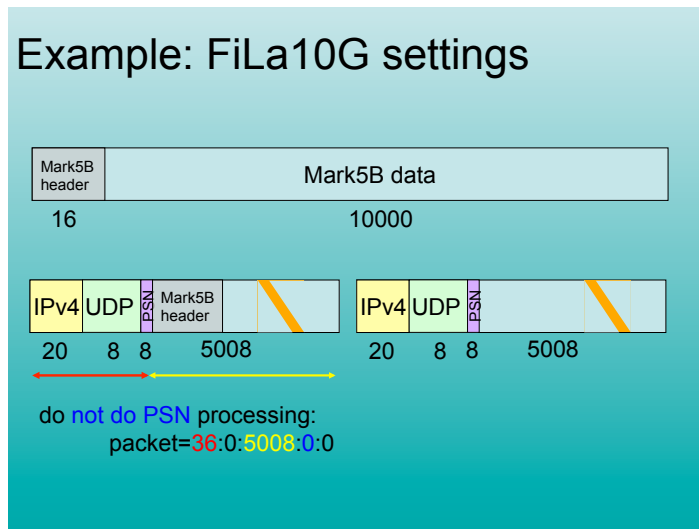 Example: FiLa10G settings
Mark5B
header
Mark5B data
16 10000
IPv4 UDP PSN Mark5B
header
IPv4 UDP PSN
20 8 8 5008
20 8 8 5008
do not do PSN processing:
packet=36:0:5008:0:0